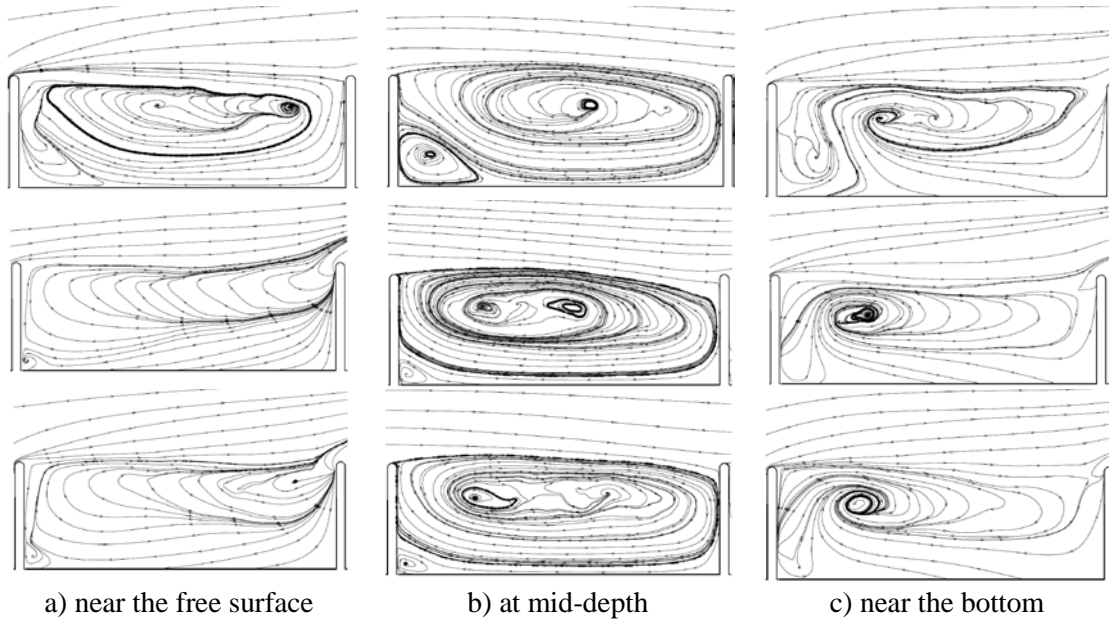 a) near the free surface
b) at mid-depth
c) near the bottom